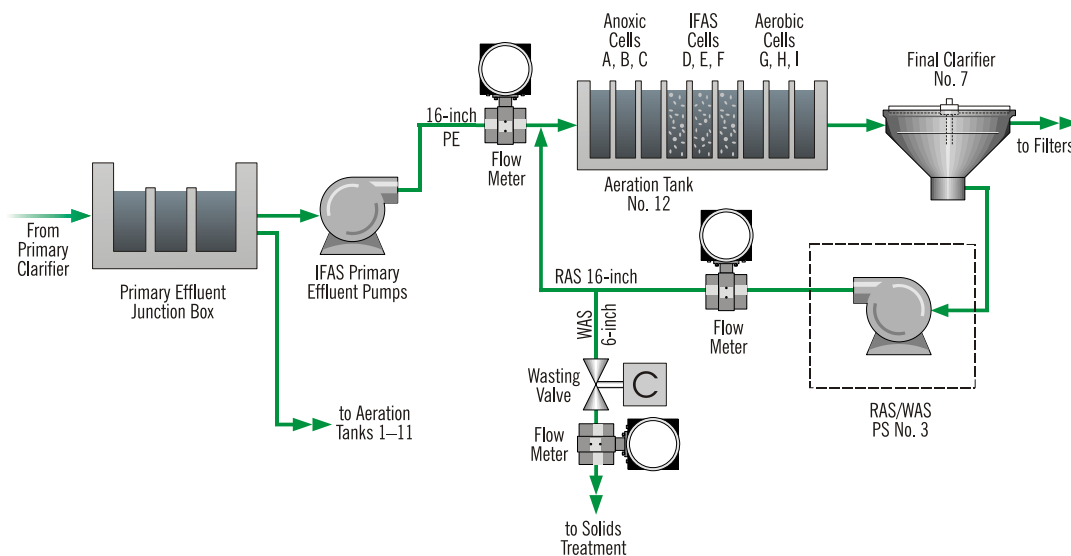 Anoxic
Cells
A, B, C
IFAS
Cells
D, E, F
Aerobic
Cells
G, H, I
Final Clarifier
No. 7
16-inch
PE
Flow
Meter
to Filters
Aeration Tank
No. 12
From
Primary
Clarifier
IFAS Primary
Effluent Pumps
Primary Effluent
Junction Box
RAS 16-inch
Flow
Meter
WAS
6-inch
Wasting
Valve
C
RAS/WAS
PS No. 3
to Aeration
Tanks 1–11
Flow
Meter
to Solids
Treatment